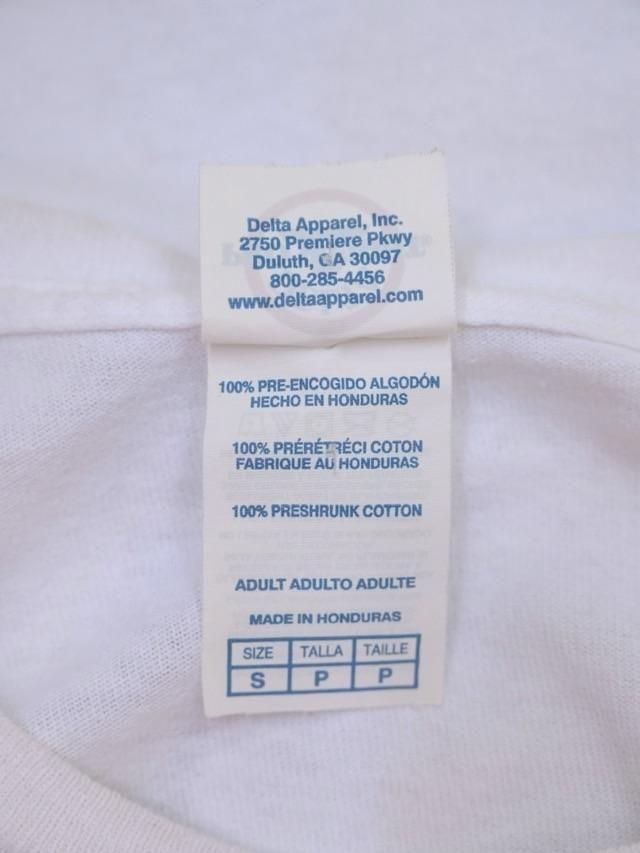 Delta Apparel, Inc.
2750 Premiere Pkwy
Duluth, GA 30097
800-285-4456
www.deltaapparel.com
100% PRE-ENCOGIDO ALGODÓN
HECHO EN HONDURAS
100% PRÉRÉTRÉCI COTON
FABRIQUE AU HONDURAS
100% PRESHRUNK COTTON
ADULT ADULTO ADULTE
MADE IN HONDURAS
SIZE TALLA TAILLE
S P P